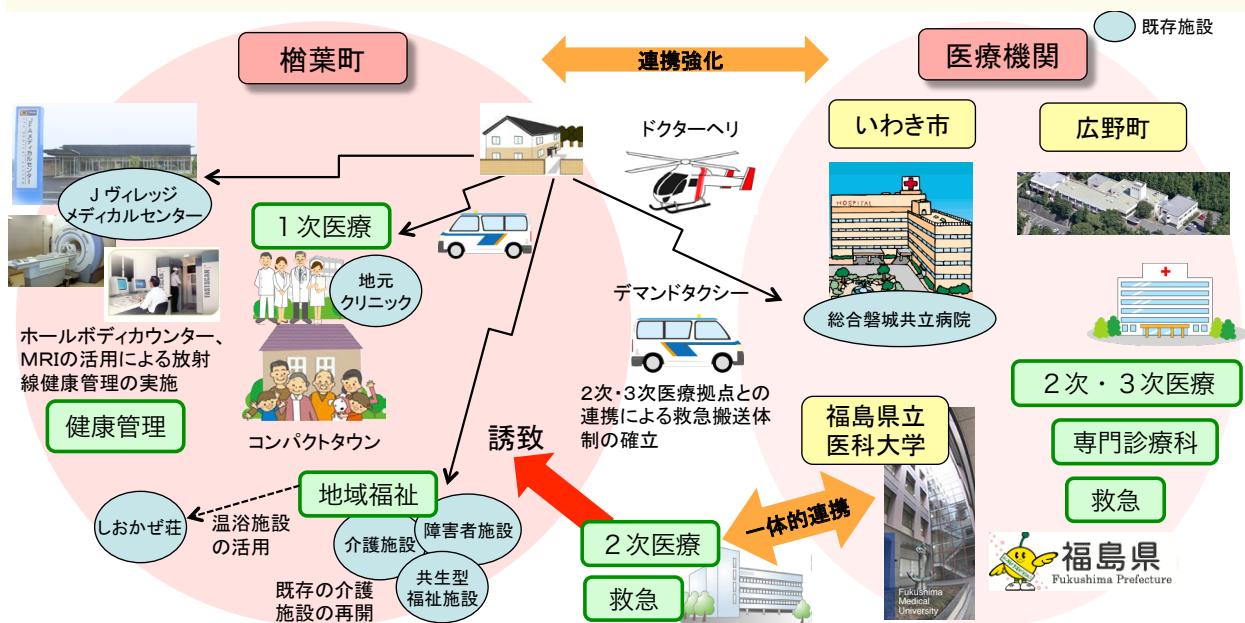 既存施設
楢葉町
連携強化
医療機関
ドクターヘリ
いわき市
広野町
Jヴィレッジ
メディカルセンター
1次医療
地元
クリニック
HOSPITAL
デマンドタクシー
総合磐城共立病院
FASTSCAN
ホールボディカウンター、
MRIの活用による放射
線健康管理の実施
健康管理
コンパクトタウン
2次・3次医療拠点との
連携による救急搬送体
制の確立
2次・3次医療
専門診療科
救急
福島県立
医科大学
誘致
地域福祉
しおかぜ荘
温浴施設
の活用
介護施設
障害者施設
共生型
福祉施設
既存の介護
施設の再開
一体的連携
2次医療
救急
Fukushima
Medical
University
福島県
Fukushima Prefecture